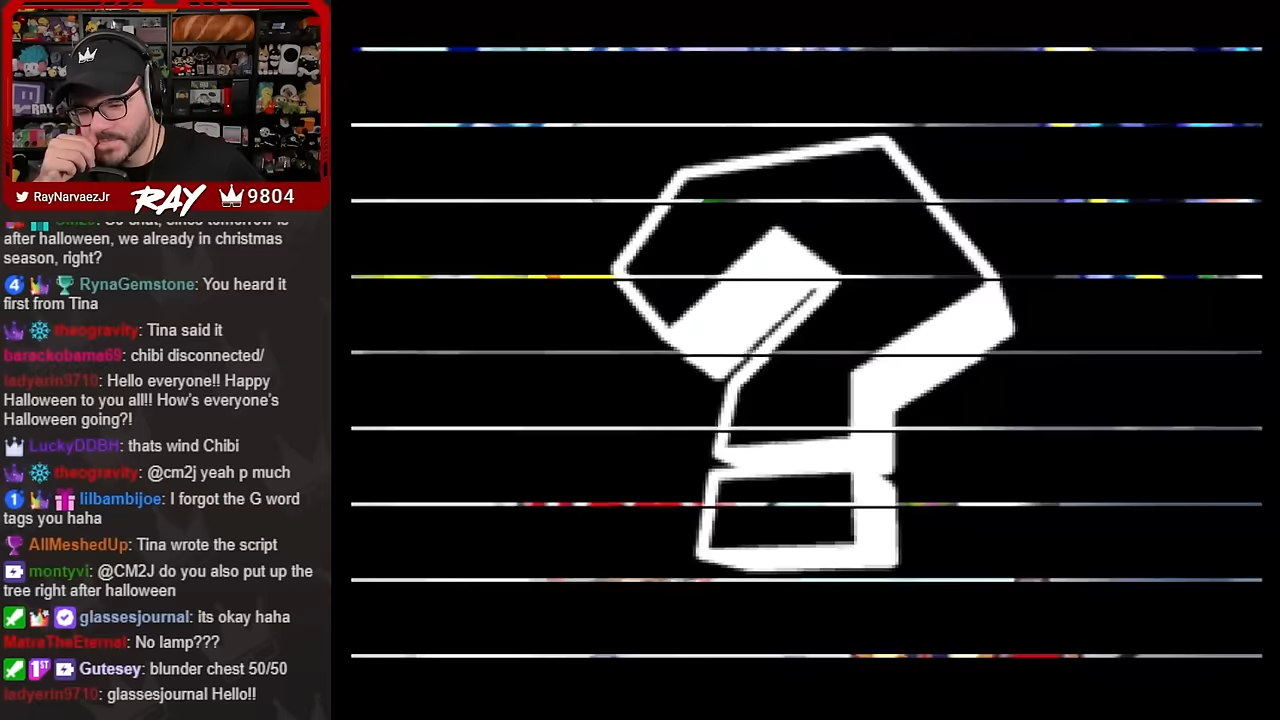 RayNarvaezJr RAY 9804
after halloween, we already in christmas
season, right?
4 RynaGemstone: You heard it
first from Tina
theogravity: Tina said it
barackobama69: chibi disconnected/
ladyerin9710: Hello everyone!! Happy
Halloween to you all!! How's everyone's
Halloween going?!
LuckyDDBH: thats wind Chibi
theogravity: @cm2j yeah p much
1 lilbambijoe: I forgot the G word
tags you haha
AllMeshedUp: Tina wrote the script
montyvi: @CM2J do you also put up the
tree right after halloween
glassesjournal: its okay haha
MatraTheEternal: No lamp???
1ST Gutesey: blunder chest 50/50
ladyerin9710: glassesjournal Hello!!
?